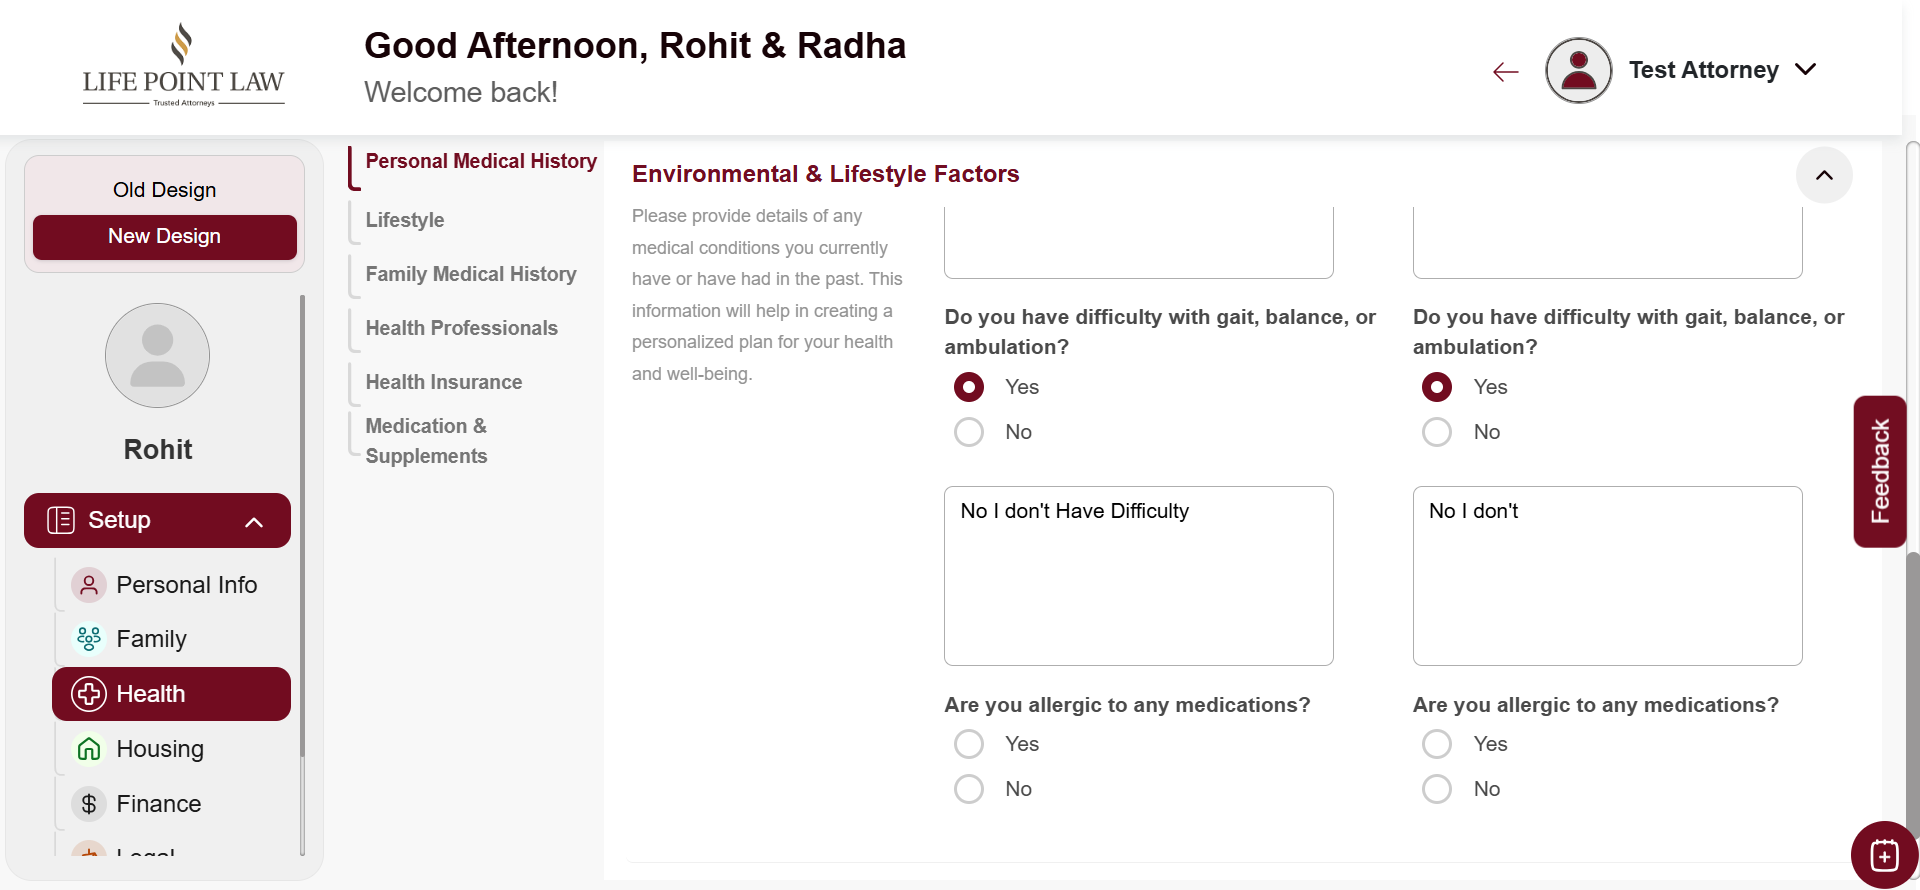 LIFE POINT LAW
Trusted Attorneys
Good Afternoon, Rohit & Radha
Welcome back!
Test Attorney
Old Design
New Design
Rohit
Setup
Personal Info
Family
Health
Housing
$ Finance
Legal
Personal Medical History
Lifestyle
Family Medical History
Health Professionals
Health Insurance
Medication &
Supplements
Environmental & Lifestyle Factors
Please provide details of any
medical conditions you currently
have or have had in the past. This
information will help in creating a
personalized plan for your health
and well-being.
Do you have difficulty with gait, balance, or
ambulation?
Yes
No
No I don't Have Difficulty
Are you allergic to any medications?
Yes
No
Do you have difficulty with gait, balance, or
ambulation?
Yes
No
No I don't
Are you allergic to any medications?
Yes
No
Feedback